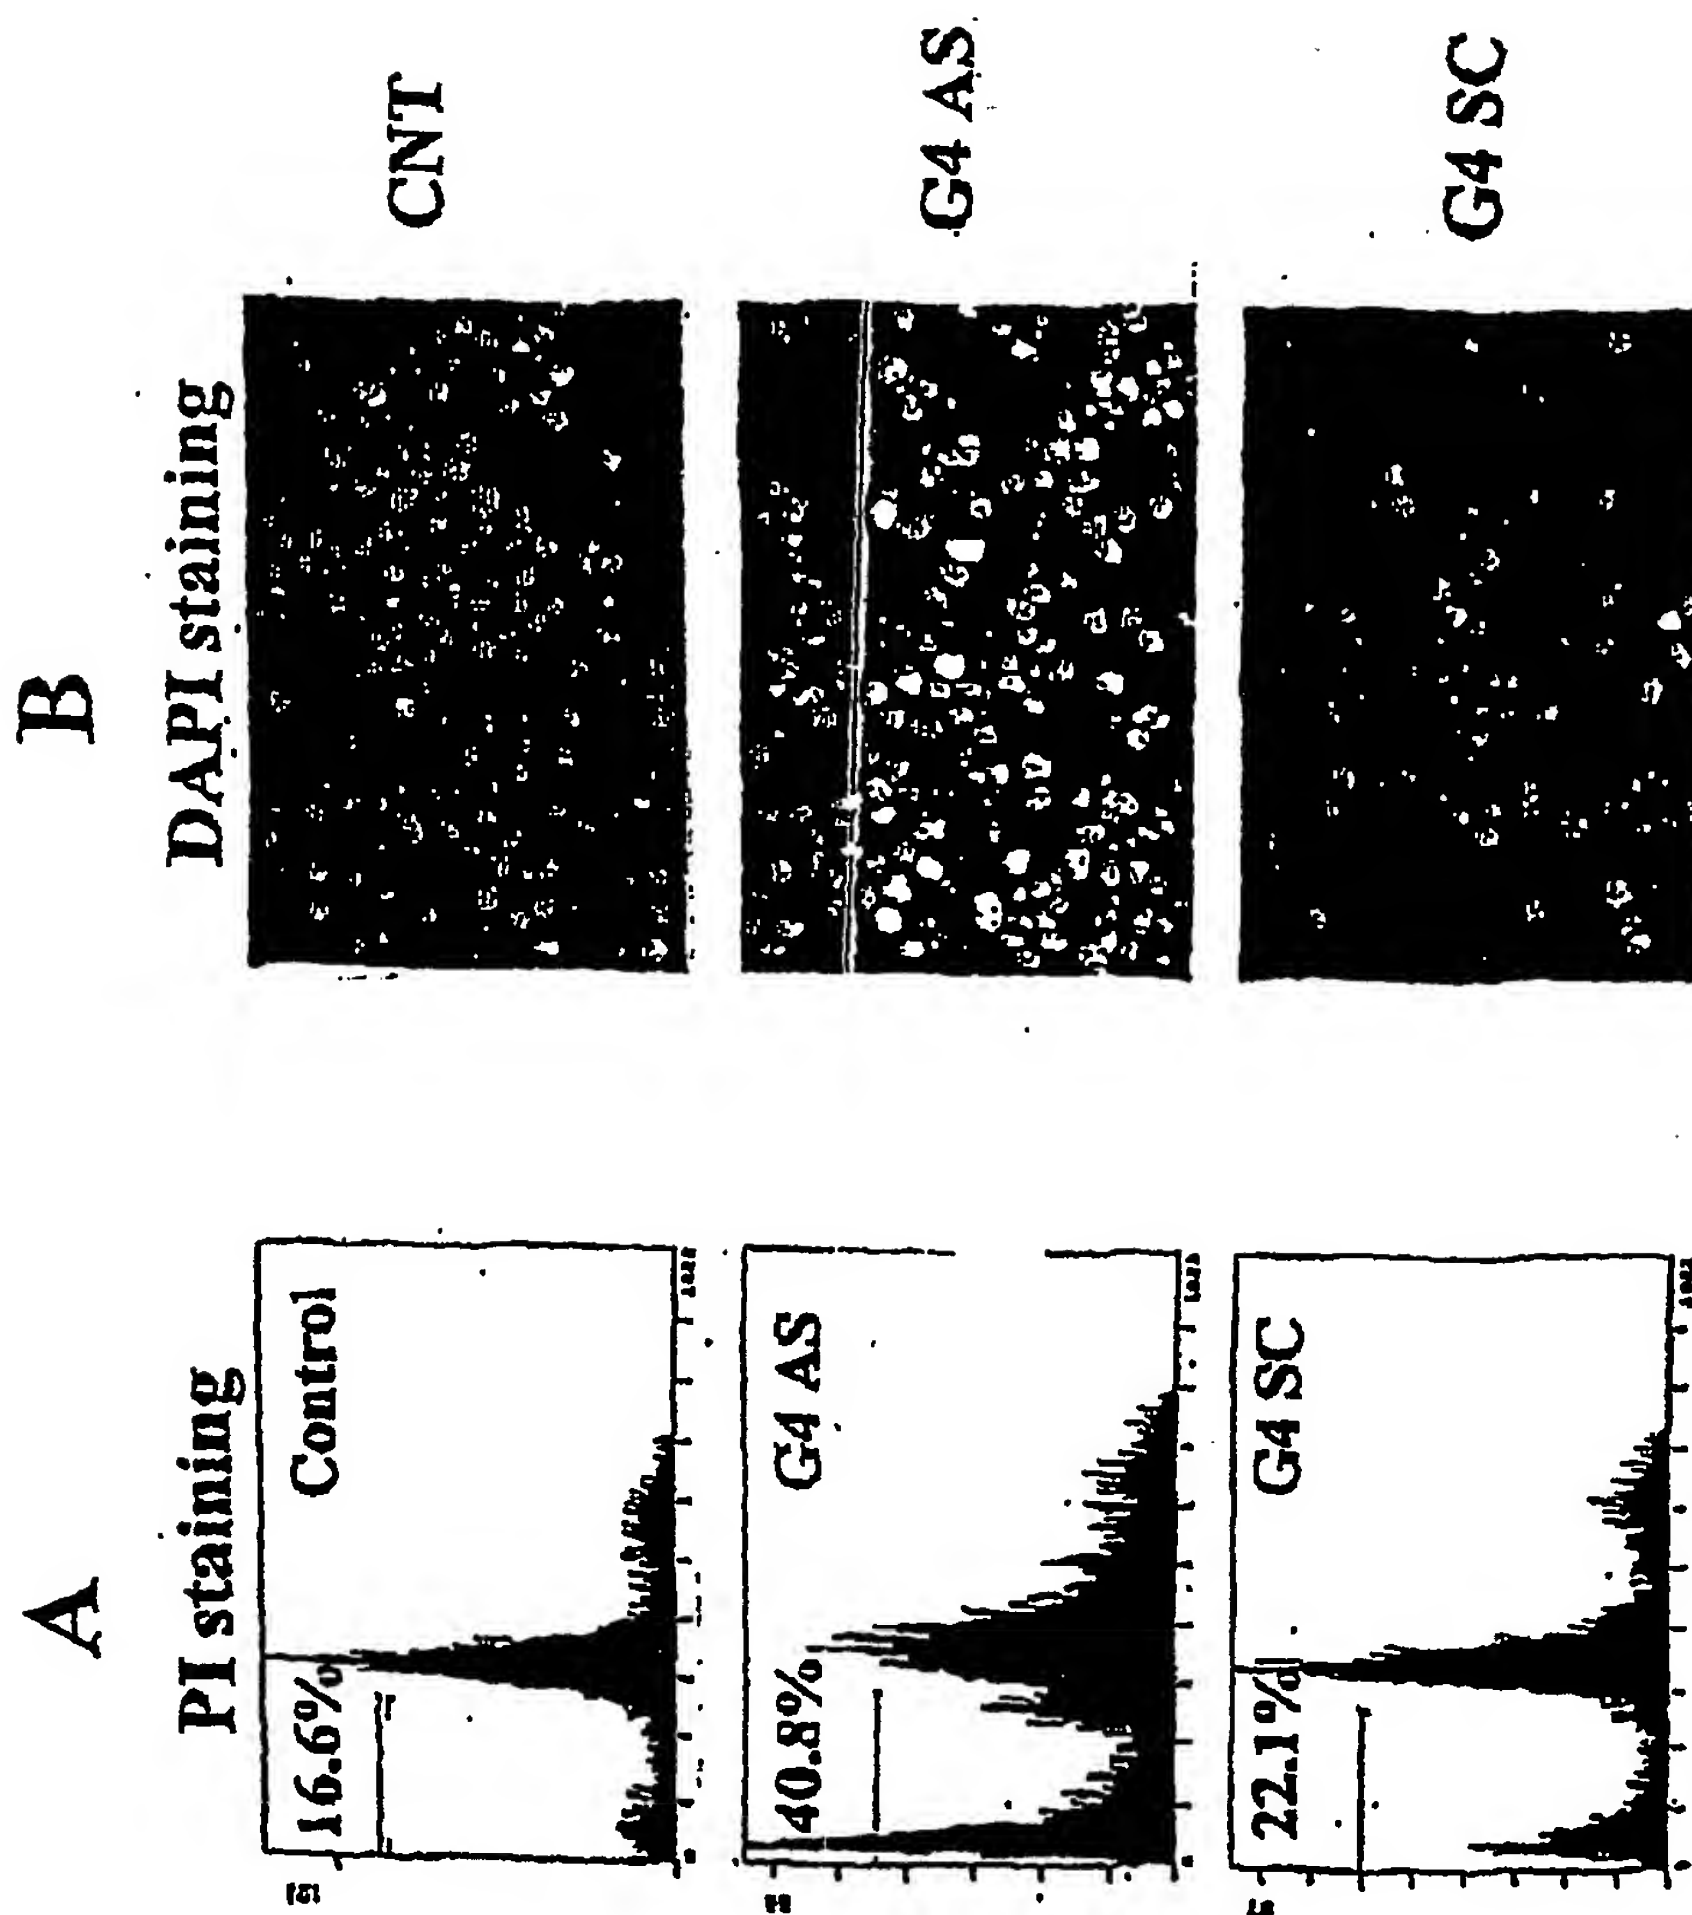 A
PI staining
Control
16.6%
G4 AS
40.8%
G4 SC
22.1%
B
DAPI staining
CNT
G4 AS
G4 SC